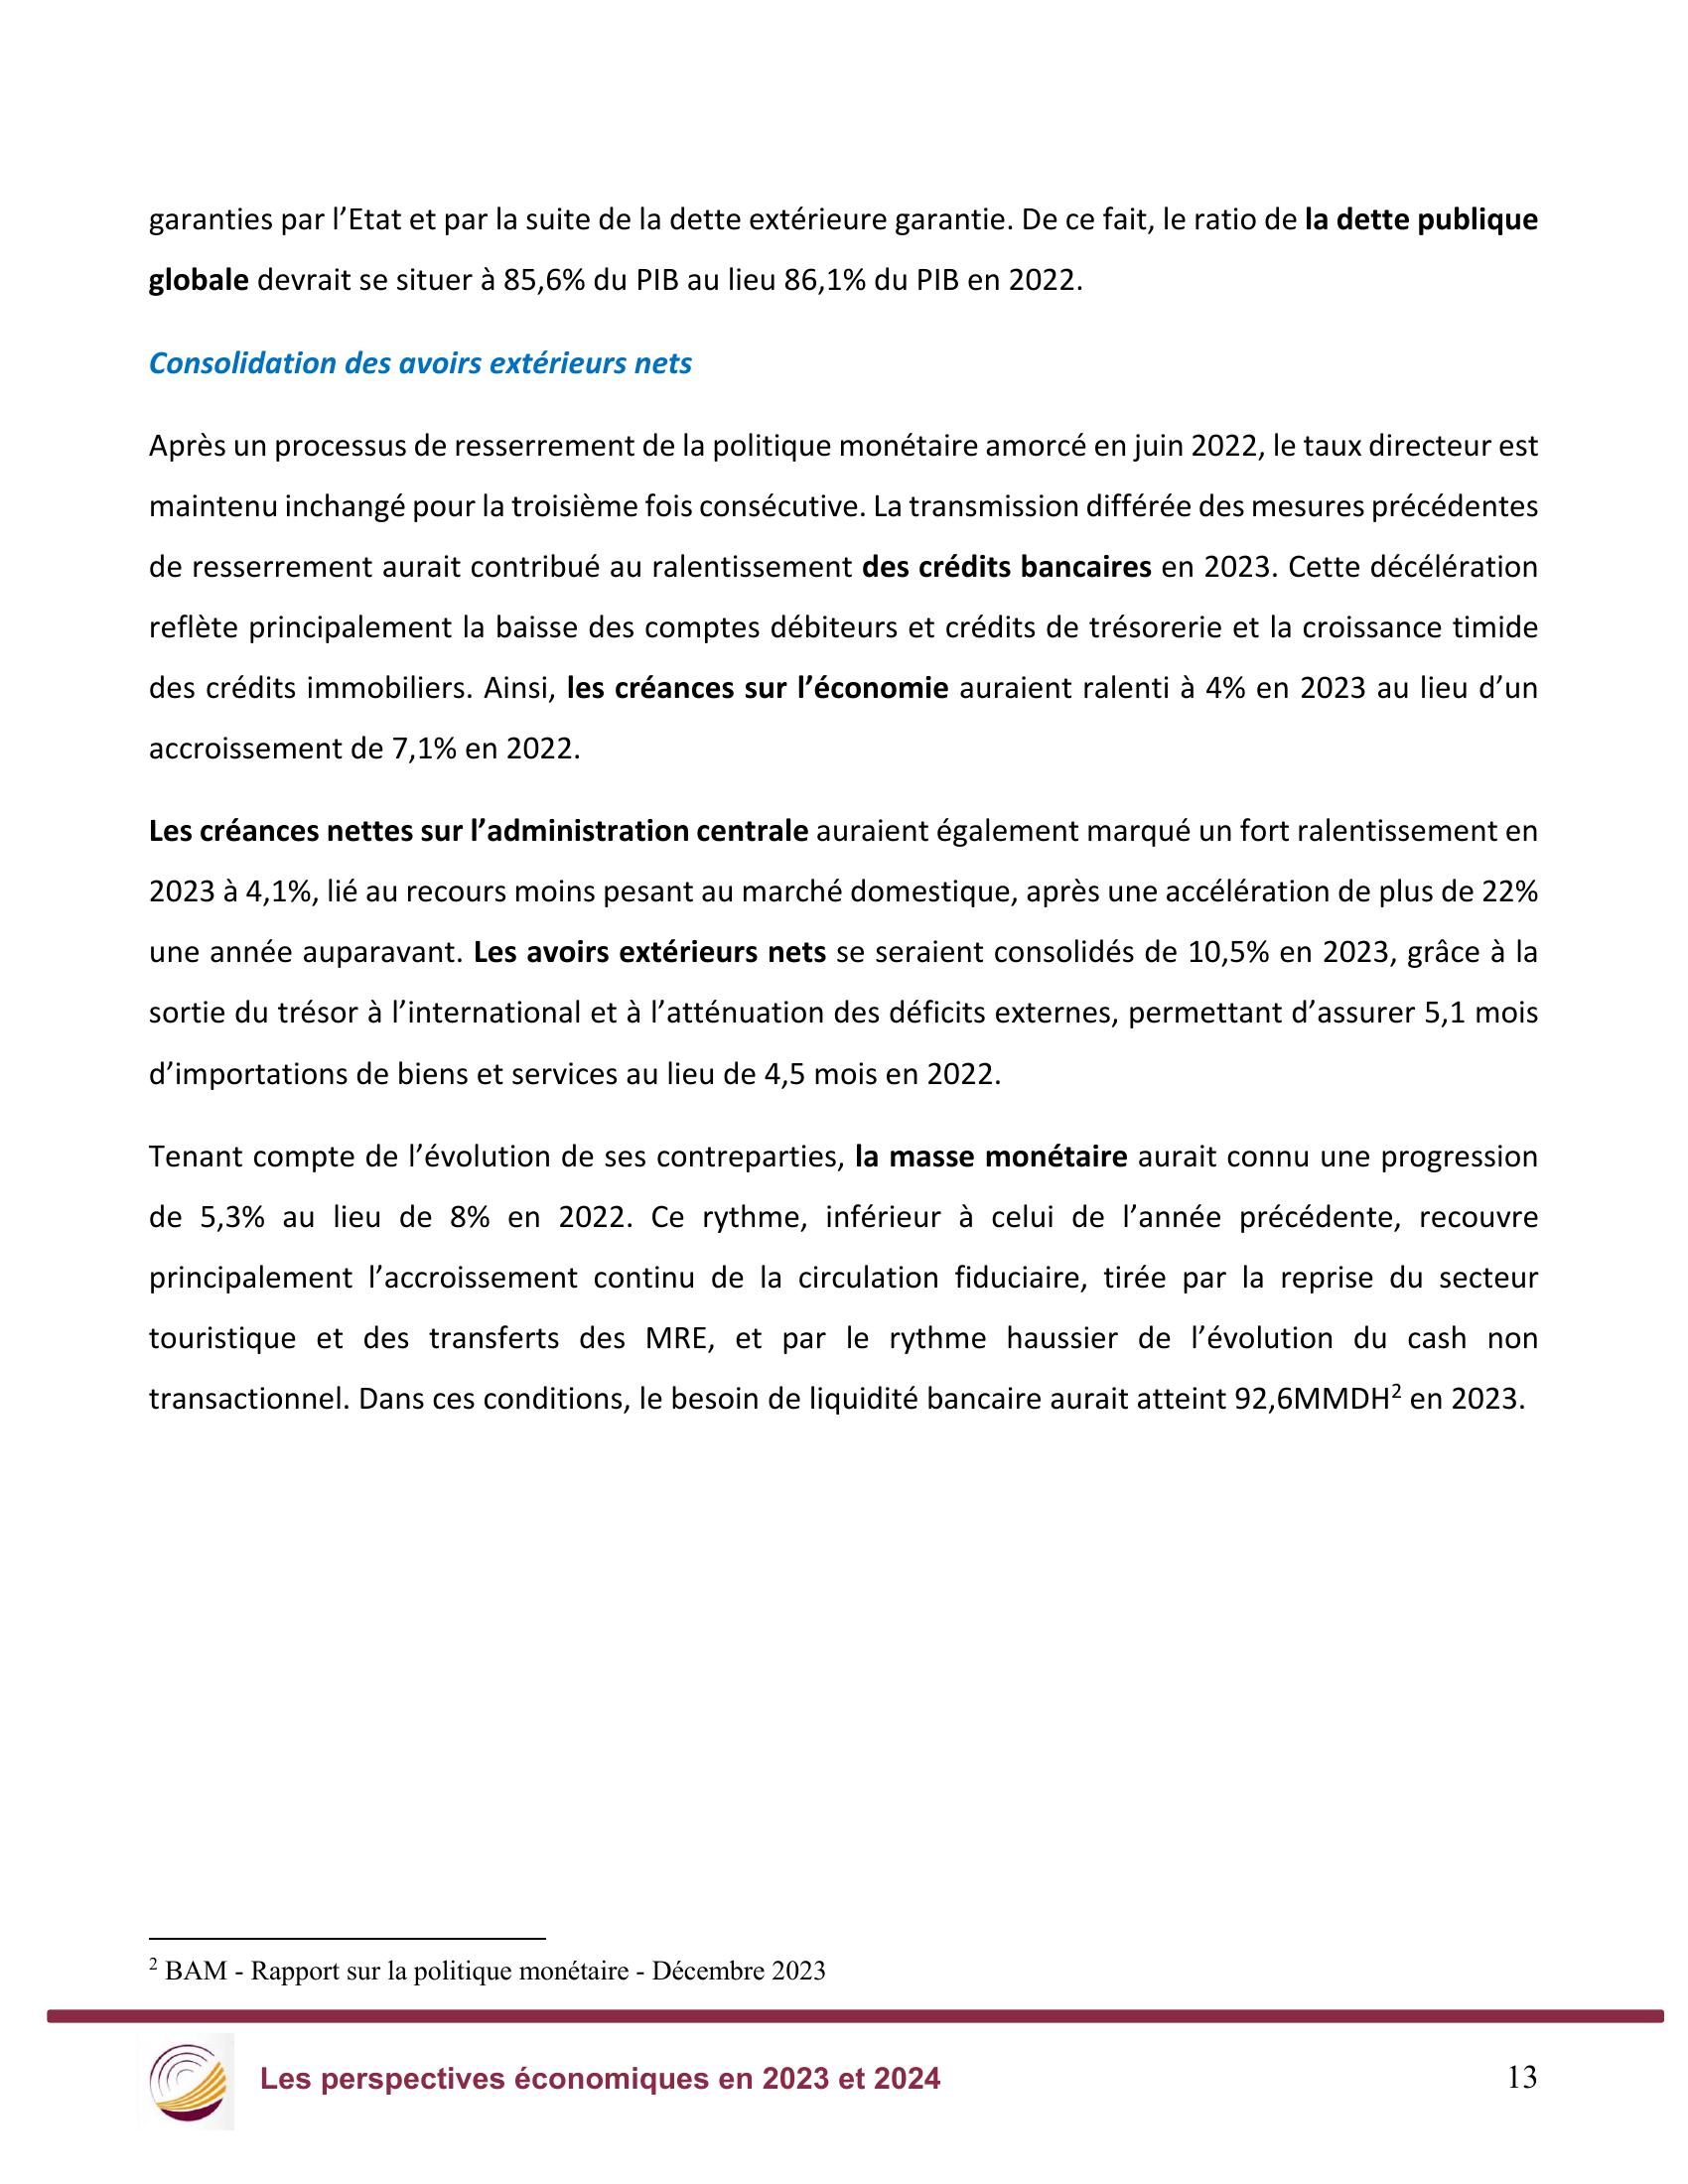 garanties par l’Etat et par la suite de la dette extérieure garantie. De ce fait, le ratio de la dette publique
globale devrait se situer à 85,6% du PIB au lieu 86,1% du PIB en 2022.
Consolidation des avoirs extérieurs nets
Après un processus de resserrement de la politique monétaire amorcé en juin 2022, le taux directeur est
maintenu inchangé pour la troisième fois consécutive. La transmission différée des mesures précédentes
de resserrement aurait contribué au ralentissement des crédits bancaires en 2023. Cette décélération
reflète principalement la baisse des comptes débiteurs et crédits de trésorerie et la croissance timide
des crédits immobiliers. Ainsi, les créances sur l’économie auraient ralenti à 4% en 2023 au lieu d’un
accroissement de 7,1% en 2022.
Les créances nettes sur l’administration centrale auraient également marqué un fort ralentissement en
2023 à 4,1%, lié au recours moins pesant au marché domestique, après une accélération de plus de 22%
une année auparavant. Les avoirs extérieurs nets se seraient consolidés de 10,5% en 2023, grâce à la
sortie du trésor à l’international et à l’atténuation des déficits externes, permettant d’assurer 5,1 mois
d’importations de biens et services au lieu de 4,5 mois en 2022.
Tenant compte de l’évolution de ses contreparties, la masse monétaire aurait connu une progression
de 5,3% au lieu de 8% en 2022. Ce rythme, inférieur à celui de l’année précédente, recouvre
principalement l’accroissement continu de la circulation fiduciaire, tirée par la reprise du secteur
touristique et des transferts des MRE, et par le rythme haussier de l’évolution du cash non
transactionnel. Dans ces conditions, le besoin de liquidité bancaire aurait atteint 92,6MMDH² en 2023.
² BAM - Rapport sur la politique monétaire - Décembre 2023
Les perspectives économiques en 2023 et 2024
13